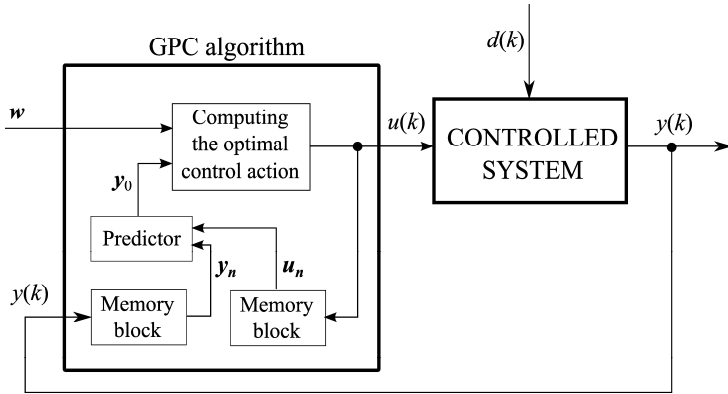 GPC algorithm
d(k)
w
Computing
the optimal
control action
u(k)
CONTROLLED
SYSTEM
y(k)
y0
Predictor
yn
un
y(k)
Memory
block
Memory
block